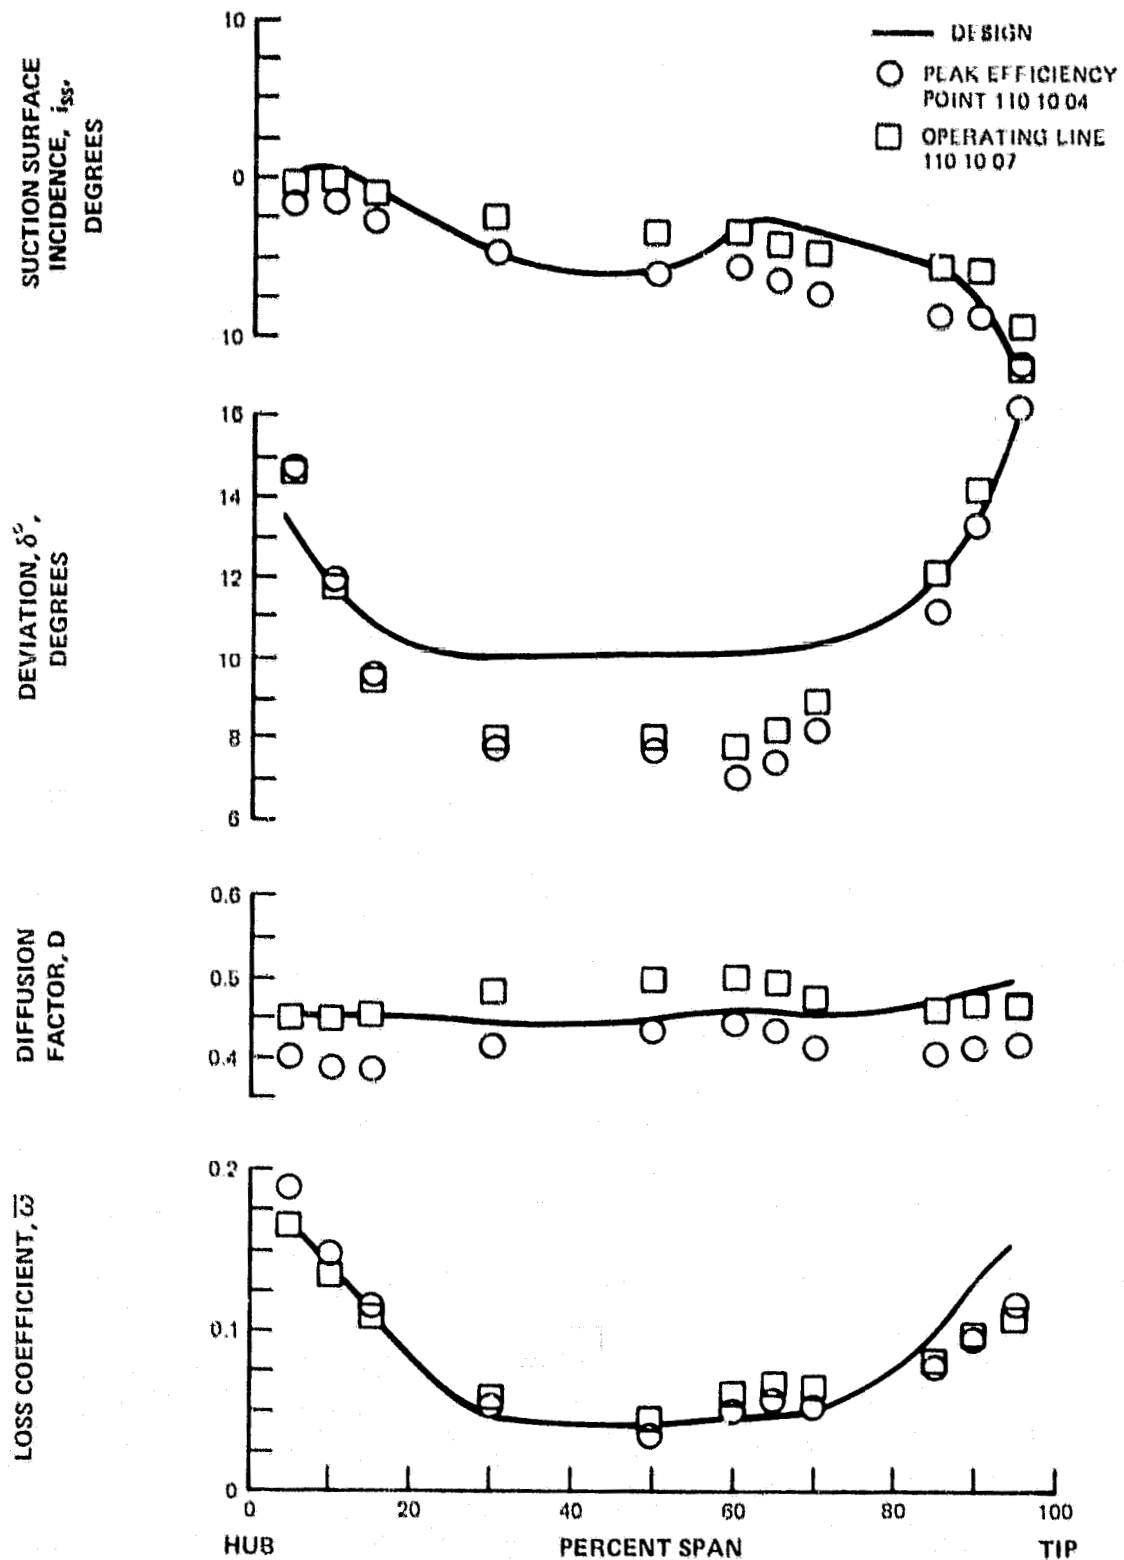 DESIGN
PEAK EFFICIENCY
POINT 110 10 04
OPERATING LINE
110 10 07
SUCTION SURFACE
INCIDENCE, iss,
DEGREES
10
0
10
DEVIATION, δ°,
DEGREES
16
14
12
10
8
6
DIFFUSION
FACTOR, D
0.6
0.5
0.4
LOSS COEFFICIENT, ω̅
0.2
0.1
0
0 20 40 60 80 100
HUB PERCENT SPAN TIP